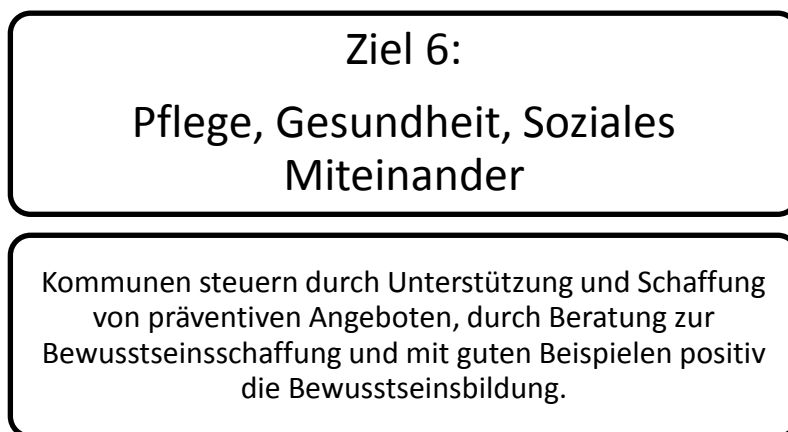 Ziel 6:
Pflege, Gesundheit, Soziales
Miteinander
Kommunen steuern durch Unterstützung und Schaffung
von präventiven Angeboten, durch Beratung zur
Bewusstseinsschaffung und mit guten Beispielen positiv
die Bewusstseinsbildung.